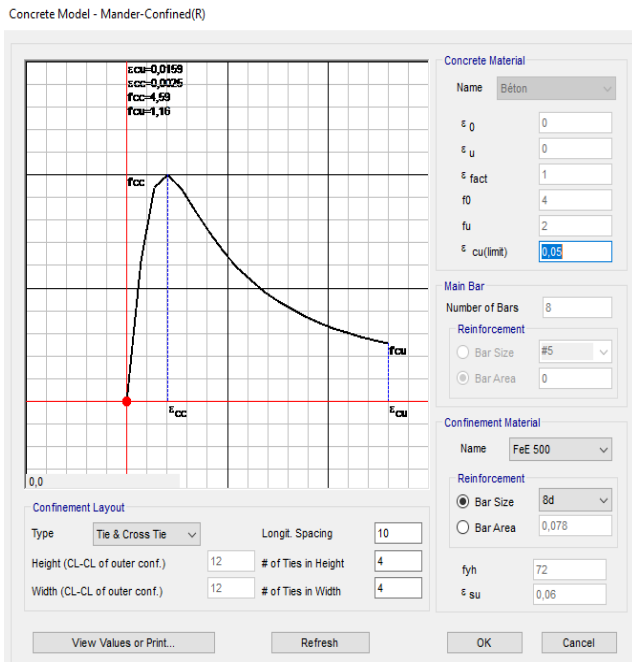 Concrete Model - Mander-Confined(R)
εcu=0,0159
εcc=0,0025
fcc=4,59
fcu=1,16
fcc
fcu
εcc
εcu
0,0
Concrete Material
Name Béton
ε 0 0
ε u 0
ε fact 1
f0 4
fu 2
ε cu(limit) 0,05
Main Bar
Number of Bars 8
Reinforcement
Bar Size #5
Bar Area 0
Confinement Material
Name FeE 500
Reinforcement
Bar Size 8d
Bar Area 0,078
fyh 72
ε su 0,06
Confinement Layout
Type Tie & Cross Tie Longit. Spacing 10
Height (CL-CL of outer conf.) 12 # of Ties in Height 4
Width (CL-CL of outer conf.) 12 # of Ties in Width 4
View Values or Print... Refresh OK Cancel